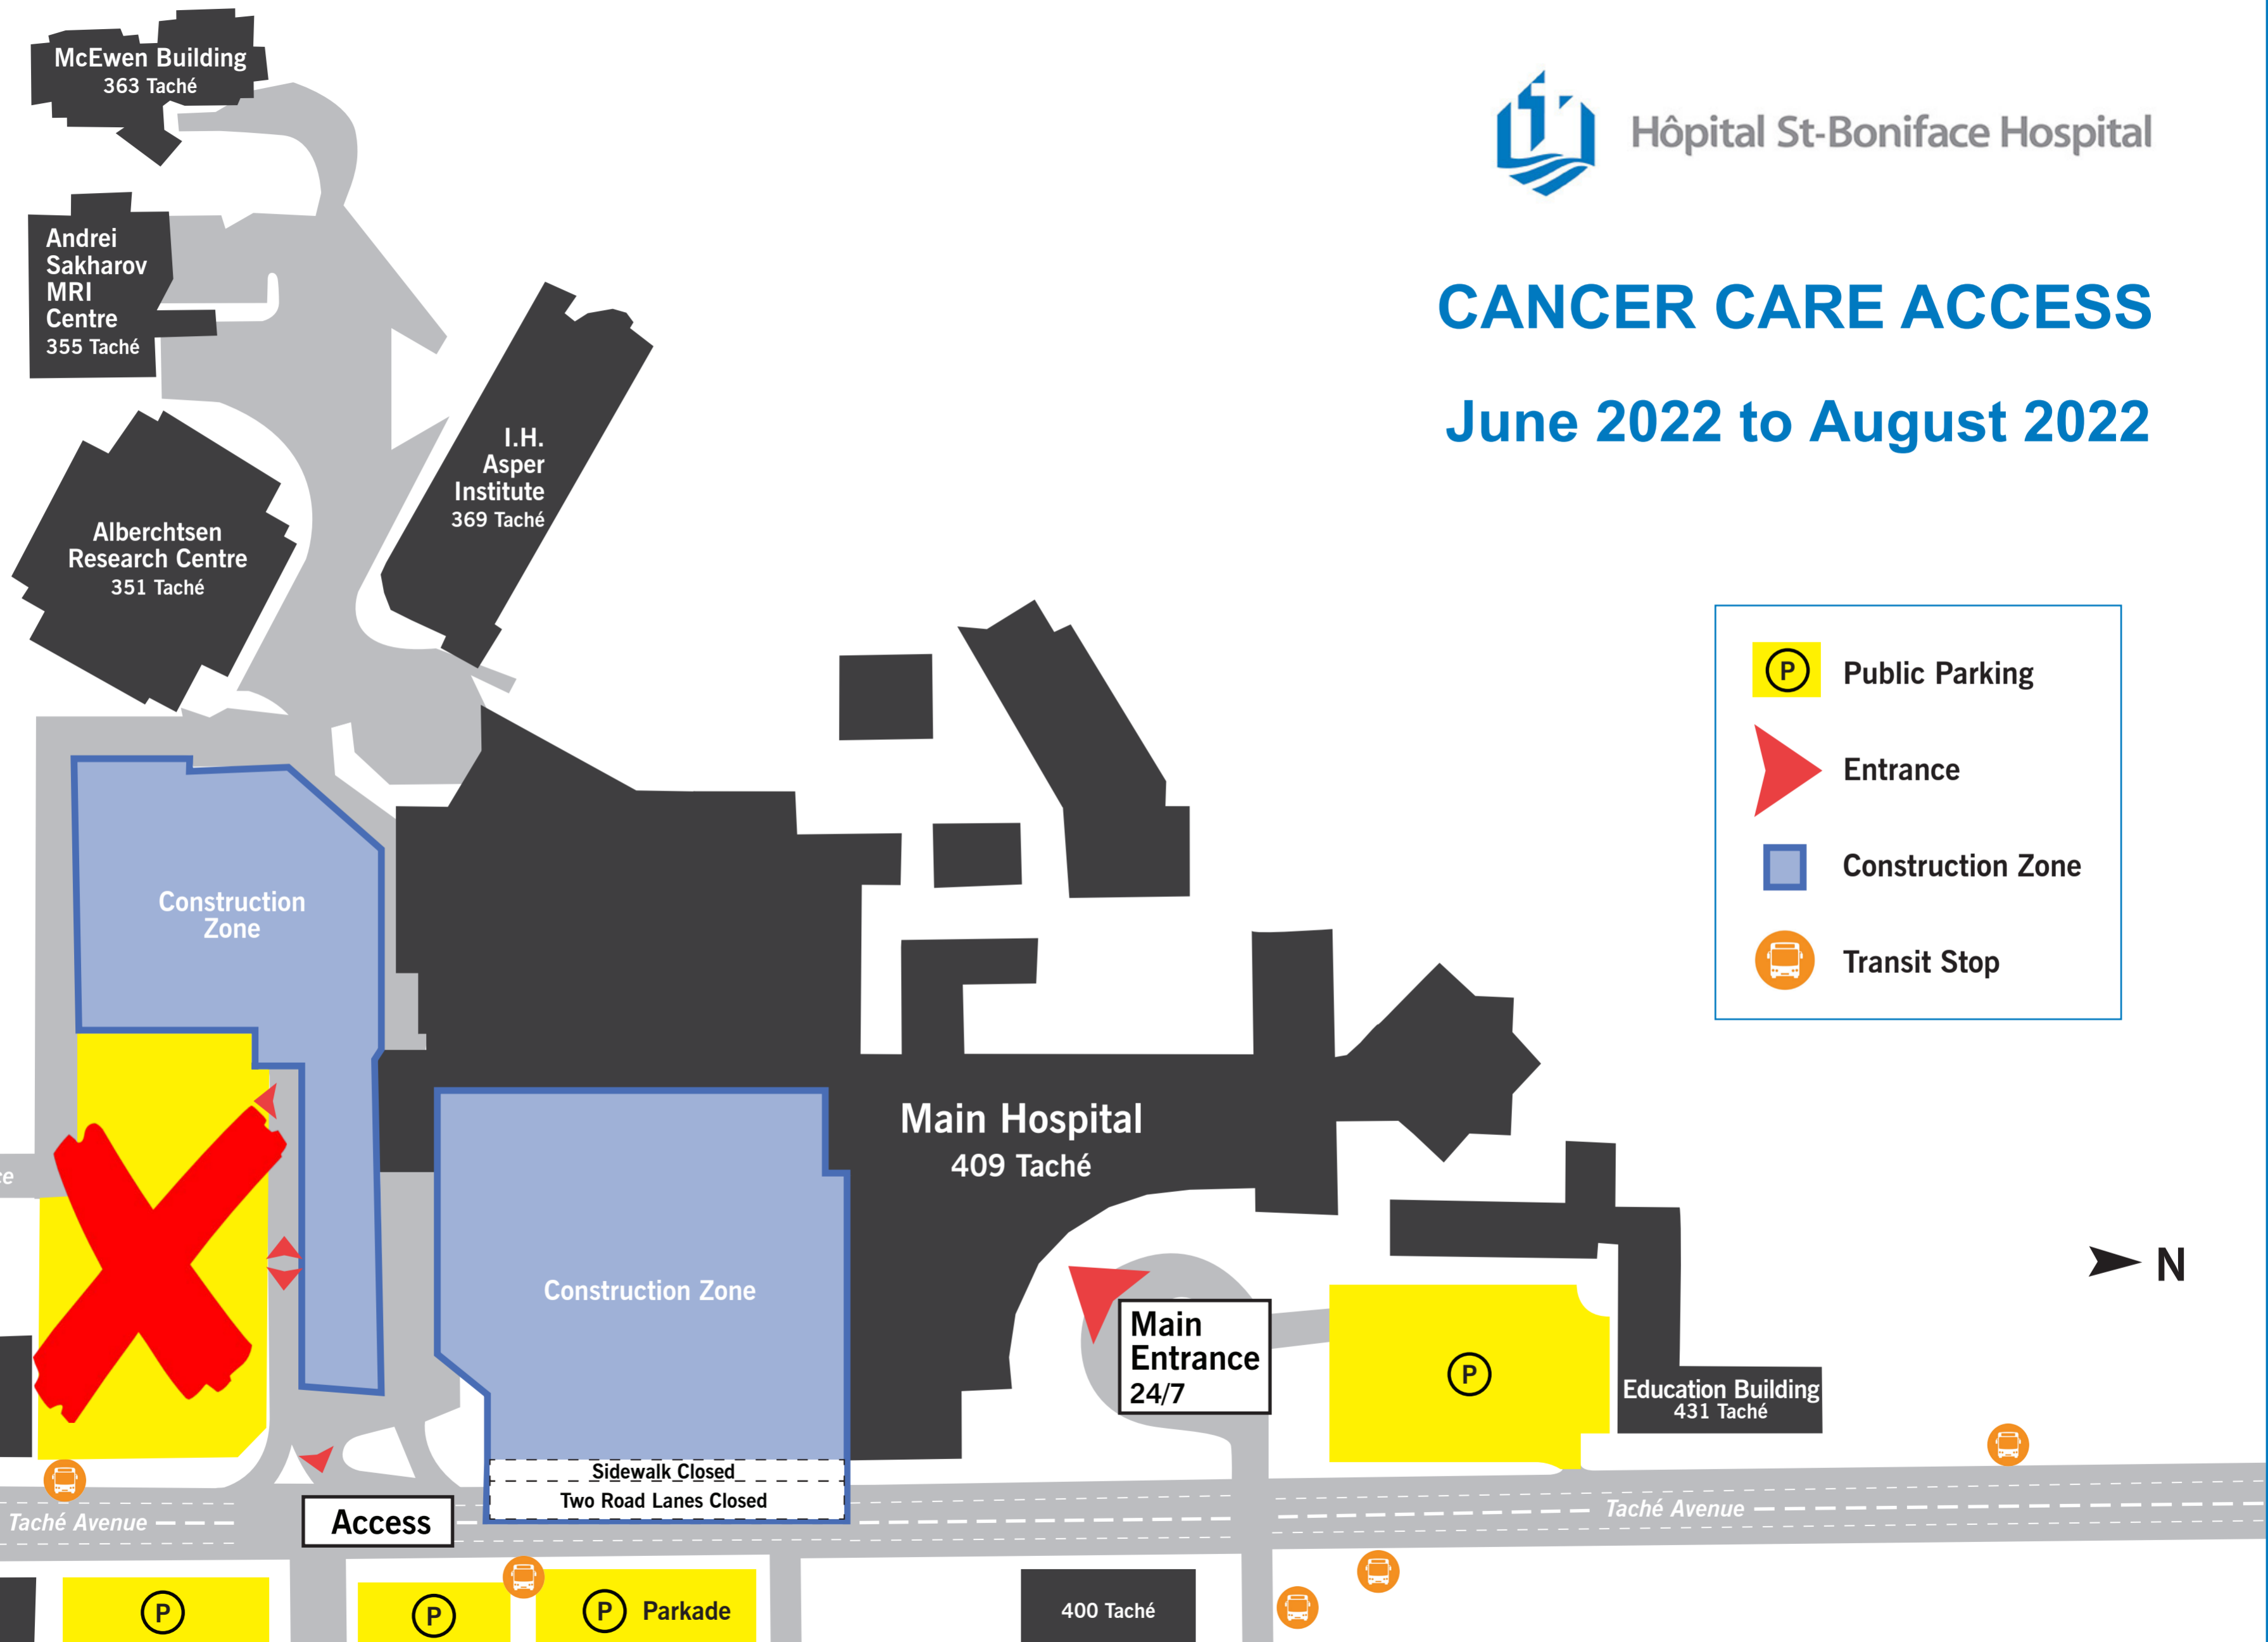 McEwen Building
363 Taché
Hôpital St-Boniface Hospital
CANCER CARE ACCESS
June 2022 to August 2022
Andrei
Sakharov
MRI
Centre
355 Taché
I.H.
Asper
Institute
369 Taché
Alberchtsen
Research Centre
351 Taché
P Public Parking
Entrance
Construction Zone
Transit Stop
Construction
Zone
Main Hospital
409 Taché
Construction Zone
N
Main
Entrance
24/7
P
Education Building
431 Taché
Sidewalk Closed
Two Road Lanes Closed
Taché Avenue
Access
Taché Avenue
P
P
P Parkade
400 Taché